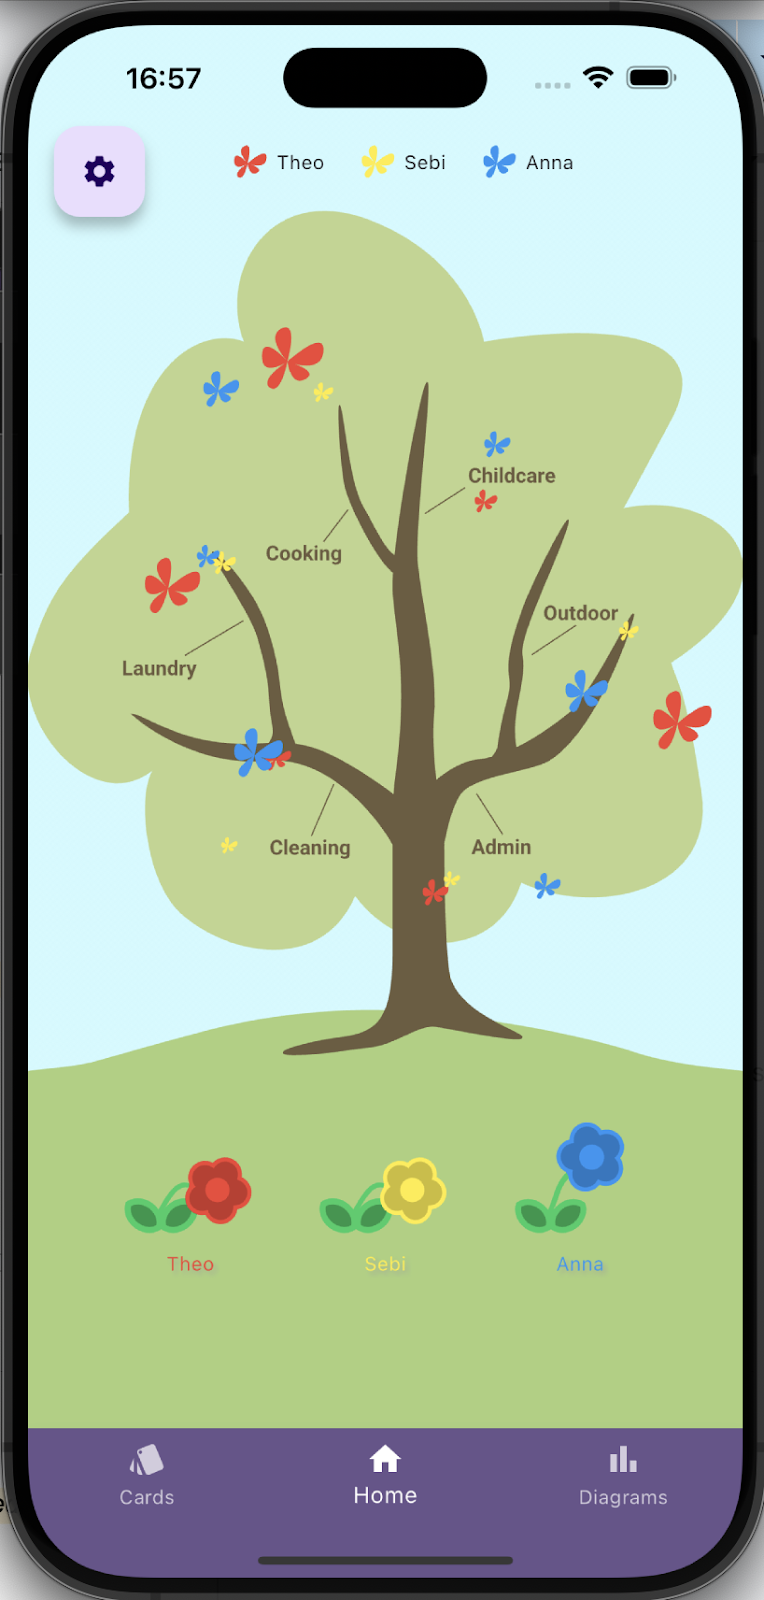 16:57
Theo
Sebi
Anna
Childcare
Cooking
Outdoor
Laundry
Cleaning
Admin
Theo
Sebi
Anna
Cards
Home
Diagrams